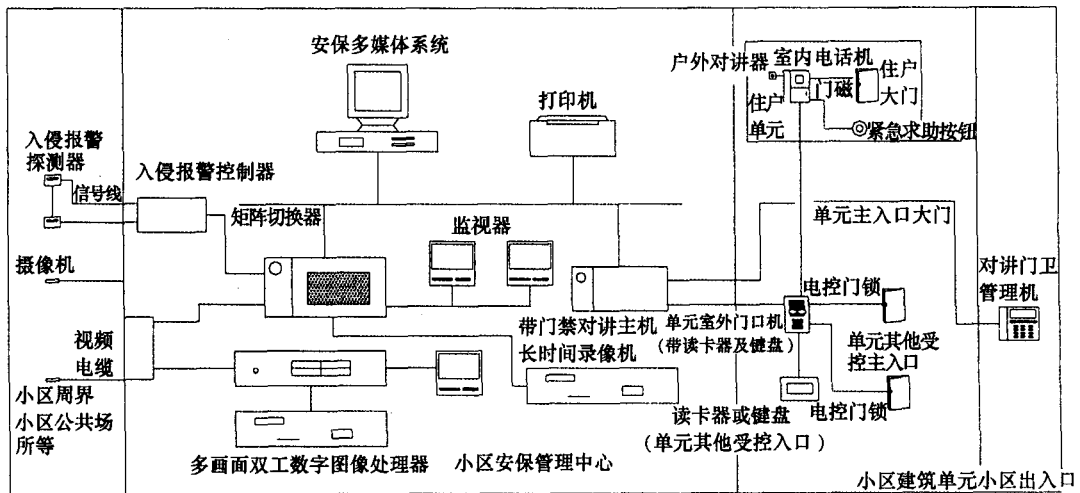 安保多媒体系统
打印机
户外对讲器
室内电话机
门磁
住户
大门
住户
单元
紧急求助按钮
入侵报警
探测器
信号线
入侵报警控制器
矩阵切换器
监视器
单元主入口大门
摄像机
视频
电缆
小区周界
小区公共场
所等
带门禁对讲主机
长时间录像机
单元室外门口机
(带读卡器及键盘)
电控门锁
单元其他受
控主入口
对讲门卫
管理机
读卡器或键盘
(单元其他受控入口)
电控门锁
多画面双工数字图像处理器
小区安保管理中心
小区建筑单元
小区出入口